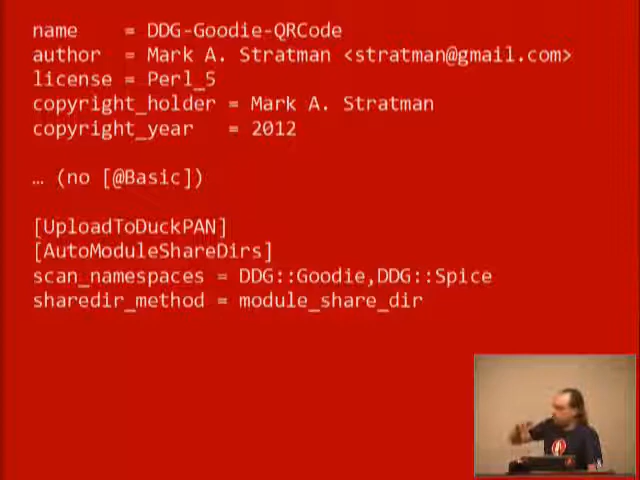 name    = DDG-Goodie-QRCode
author  = Mark A. Stratman <stratman@gmail.com>
license = Perl_5
copyright_holder = Mark A. Stratman
copyright_year   = 2012
… (no [@Basic])
[UploadToDuckPAN]
[AutoModuleShareDirs]
scan_namespaces = DDG::Goodie,DDG::Spice
sharedir_method = module_share_dir